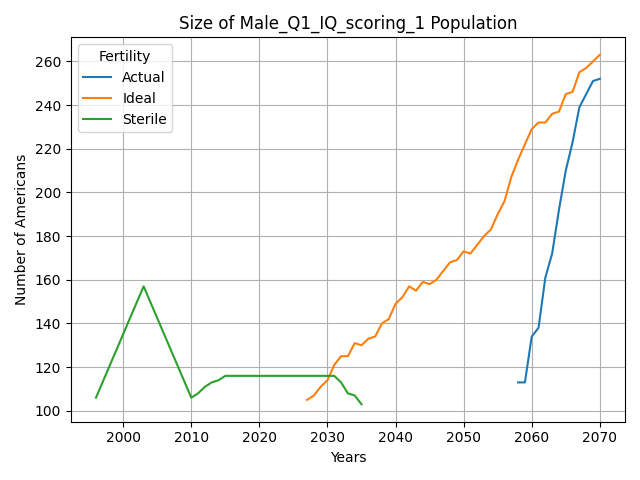 Size of Male_Q1_IQ_scoring_1 Population
Fertility
Actual
Ideal
Sterile
Number of Americans
260
240
220
200
180
160
140
120
100
2000
2010
2020
2030
2040
2050
2060
2070
Years